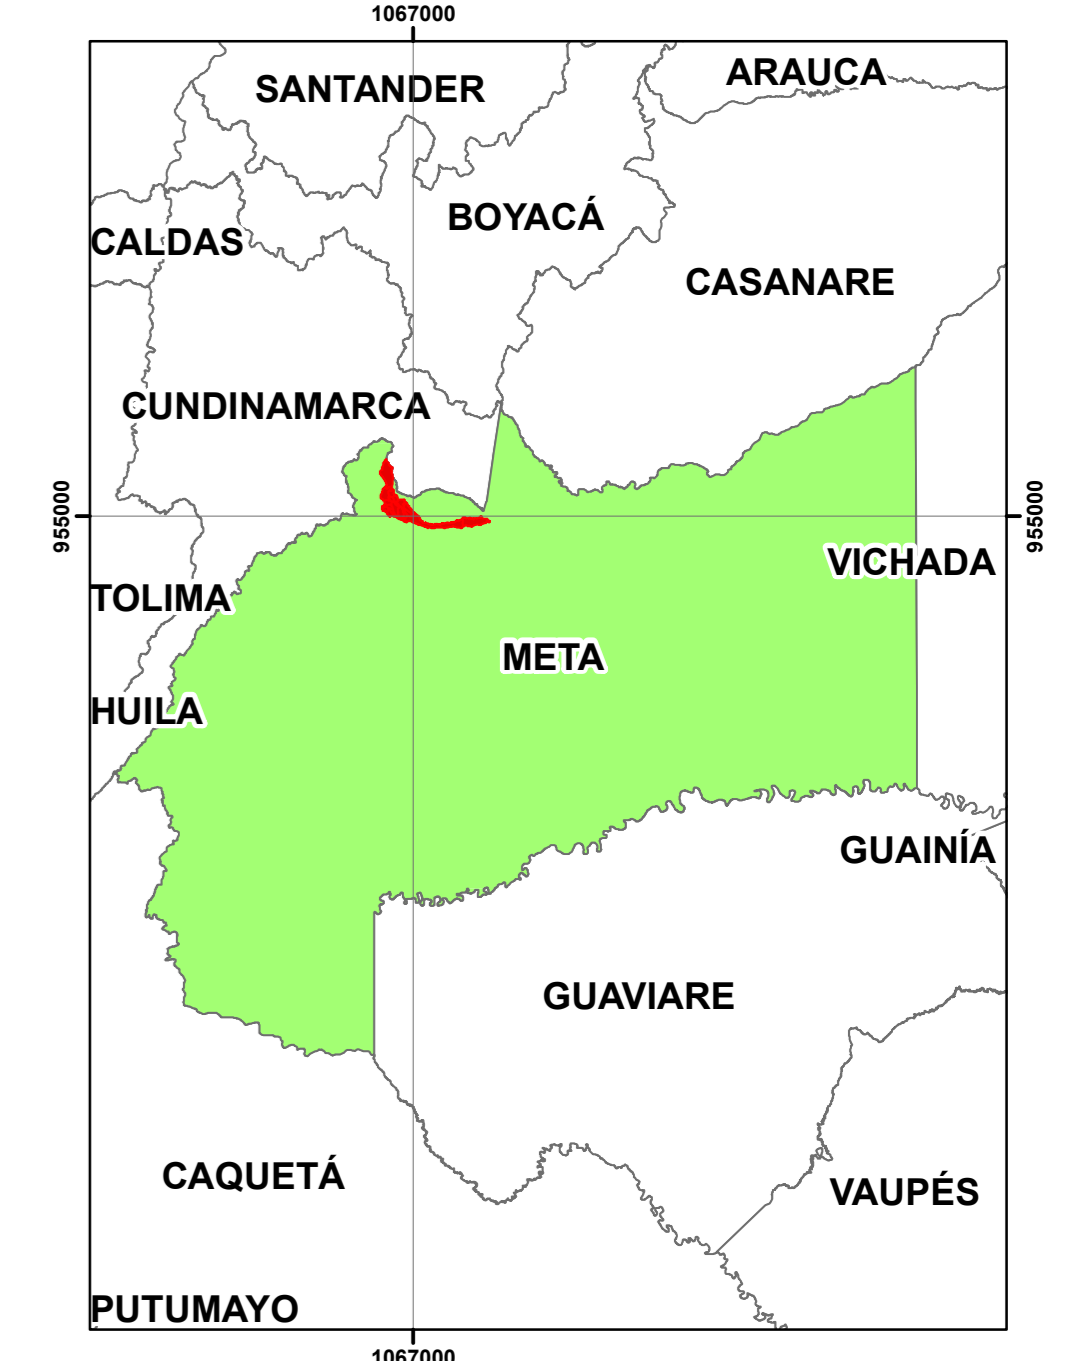 1067000
ARAUCA
SANTANDER
BOYACÁ
CALDAS
CASANARE
CUNDINAMARCA
955000
955000
VICHADA
TOLIMA
META
HUILA
GUAINÍA
GUAVIARE
CAQUETÁ
VAUPÉS
PUTUMAYO
1067000